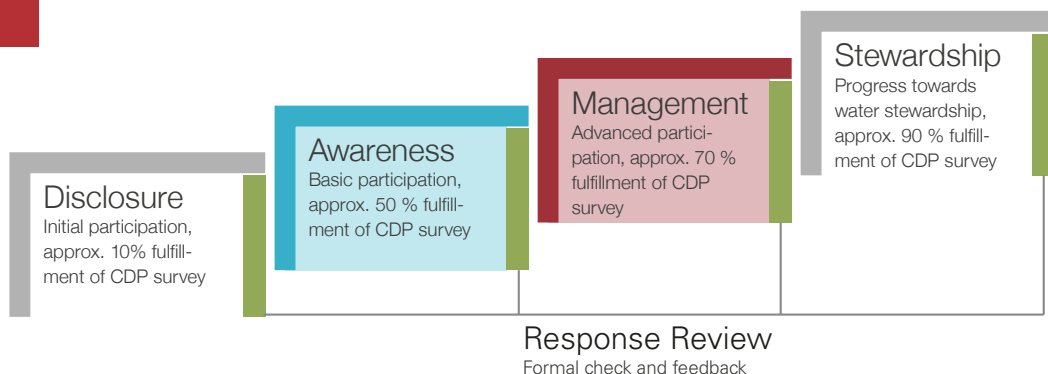 Disclosure
Initial participation,
approx. 10% fulfill-
ment of CDP survey
Awareness
Basic participation,
approx. 50 % fulfill-
ment of CDP survey
Management
Advanced partici-
pation, approx. 70 %
fulfillment of CDP
survey
Stewardship
Progress towards
water stewardship,
approx. 90 % fulfill-
ment of CDP survey
Response Review
Formal check and feedback